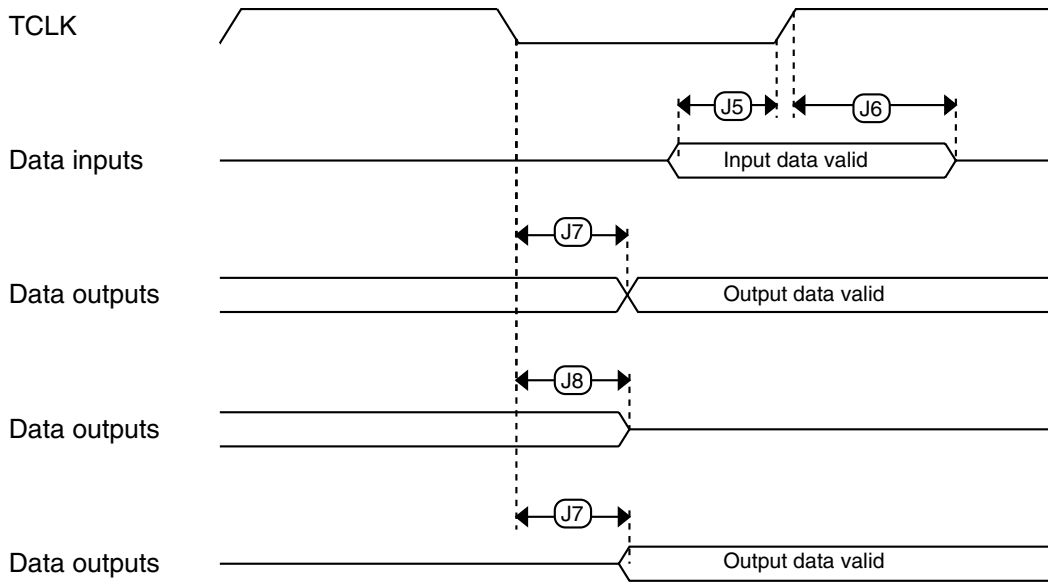 TCLK
J5
J6
Data inputs
Input data valid
J7
Data outputs
Output data valid
J8
Data outputs
J7
Data outputs
Output data valid